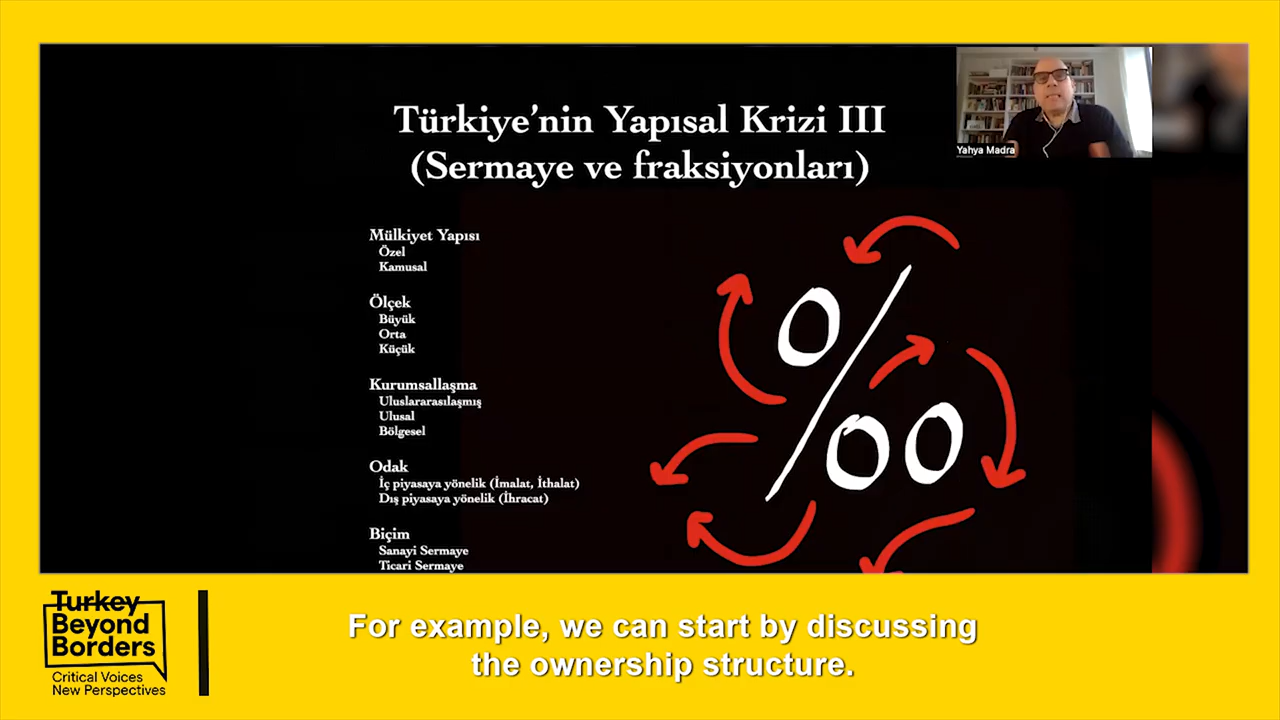 Türkiye'nin Yapısal Krizi III
(Sermaye ve fraksiyonları)
Yahya Madra
Mülkiyet Yapısı
Özel
Kamusal
Ölçek
Büyük
Orta
Küçük
Kurumsallaşma
Uluslararasılaşmış
Ulusal
Bölgesel
Odak
İç piyasaya yönelik (İmalat, İthalat)
Dış piyasaya yönelik (İhracat)
Biçim
Sanayi Sermaye
Ticari Sermaye
%00
Turkey
Beyond
Borders
Critical Voices
New Perspectives
For example, we can start by discussing
the ownership structure.